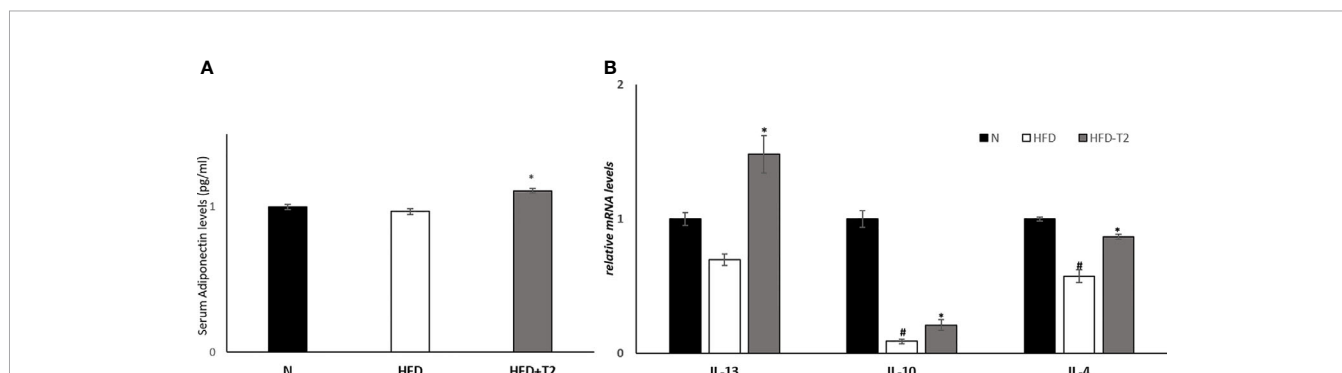 A
Serum Adiponectin levels (pg/ml)
1
0
*
N HFD HFD+T2
B
relative mRNA levels
2
1
0
N HFD HFD-T2
*
#
*
#
*
IL-13 IL-10 IL-4